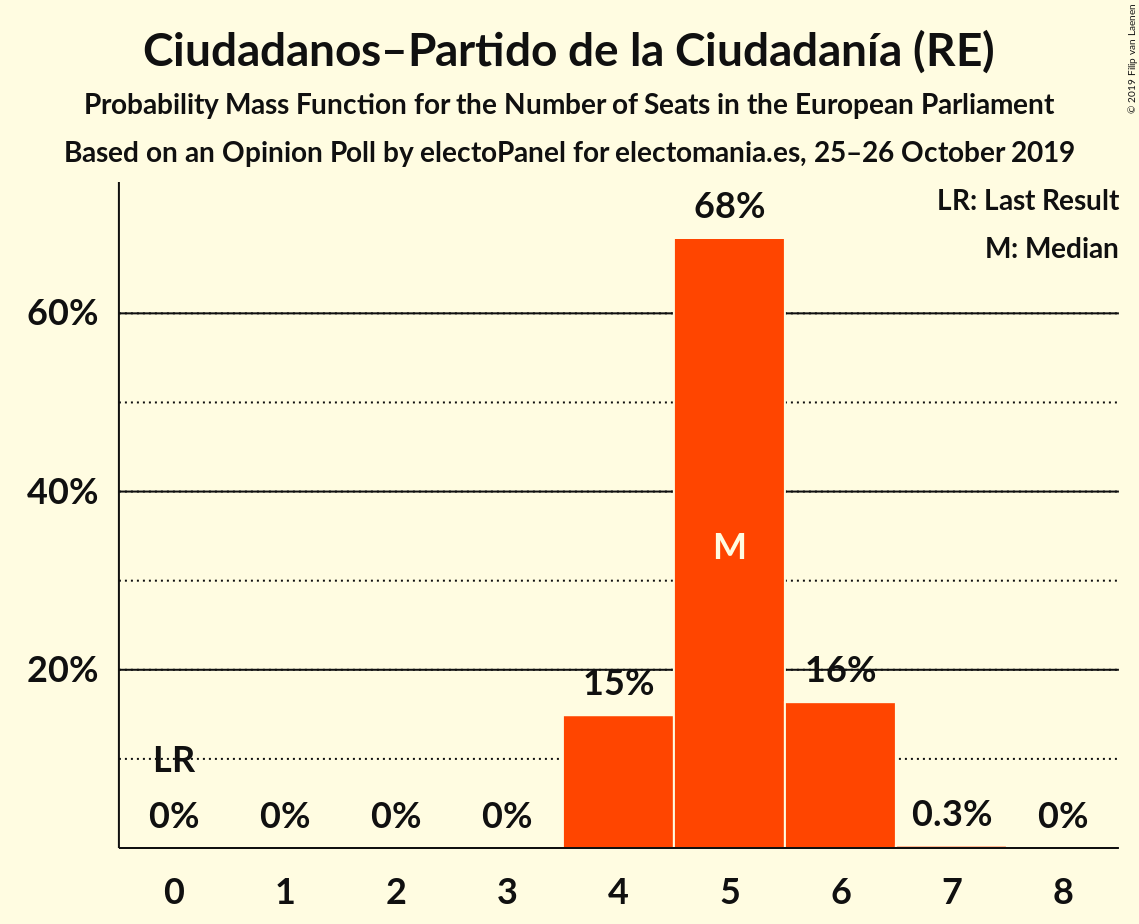 Ciudadanos–Partido de la Ciudadanía (RE)
Probability Mass Function for the Number of Seats in the European Parliament
Based on an Opinion Poll by electoPanel for electomania.es, 25–26 October 2019
© 2019 Filip van Laenen
LR: Last Result
M: Median
68%
60%
40%
M
20%
15%
16%
LR
0%
0%
0%
0%
0.3%
0%
0 1 2 3 4 5 6 7 8